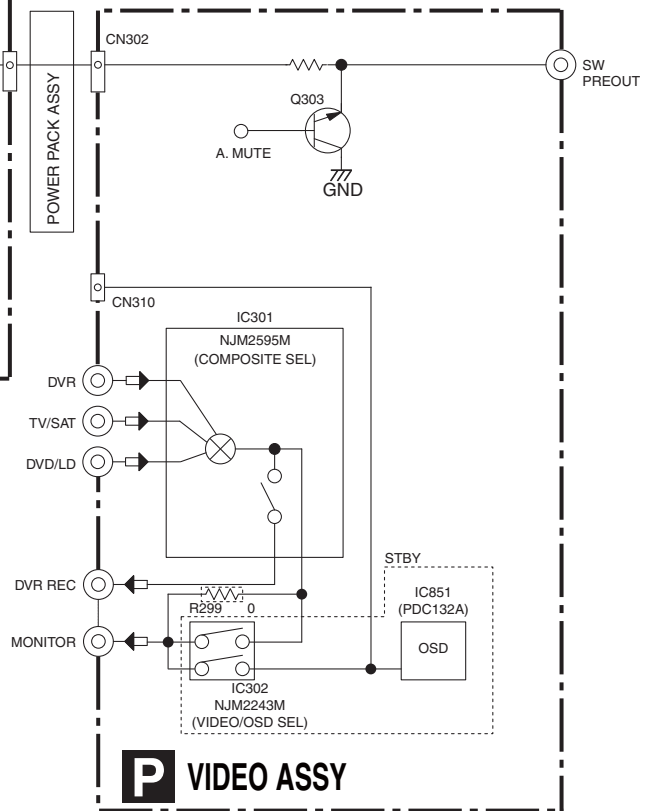 CN302
SW
PREOUT
POWER PACK ASSY
Q303
A. MUTE
GND
CN310
IC301
NJM2595M
(COMPOSITE SEL)
DVR
TV/SAT
DVD/LD
STBY
DVR REC
IC851
(PDC132A)
R299 0
MONITOR
OSD
IC302
NJM2243M
(VIDEO/OSD SEL)
P VIDEO ASSY